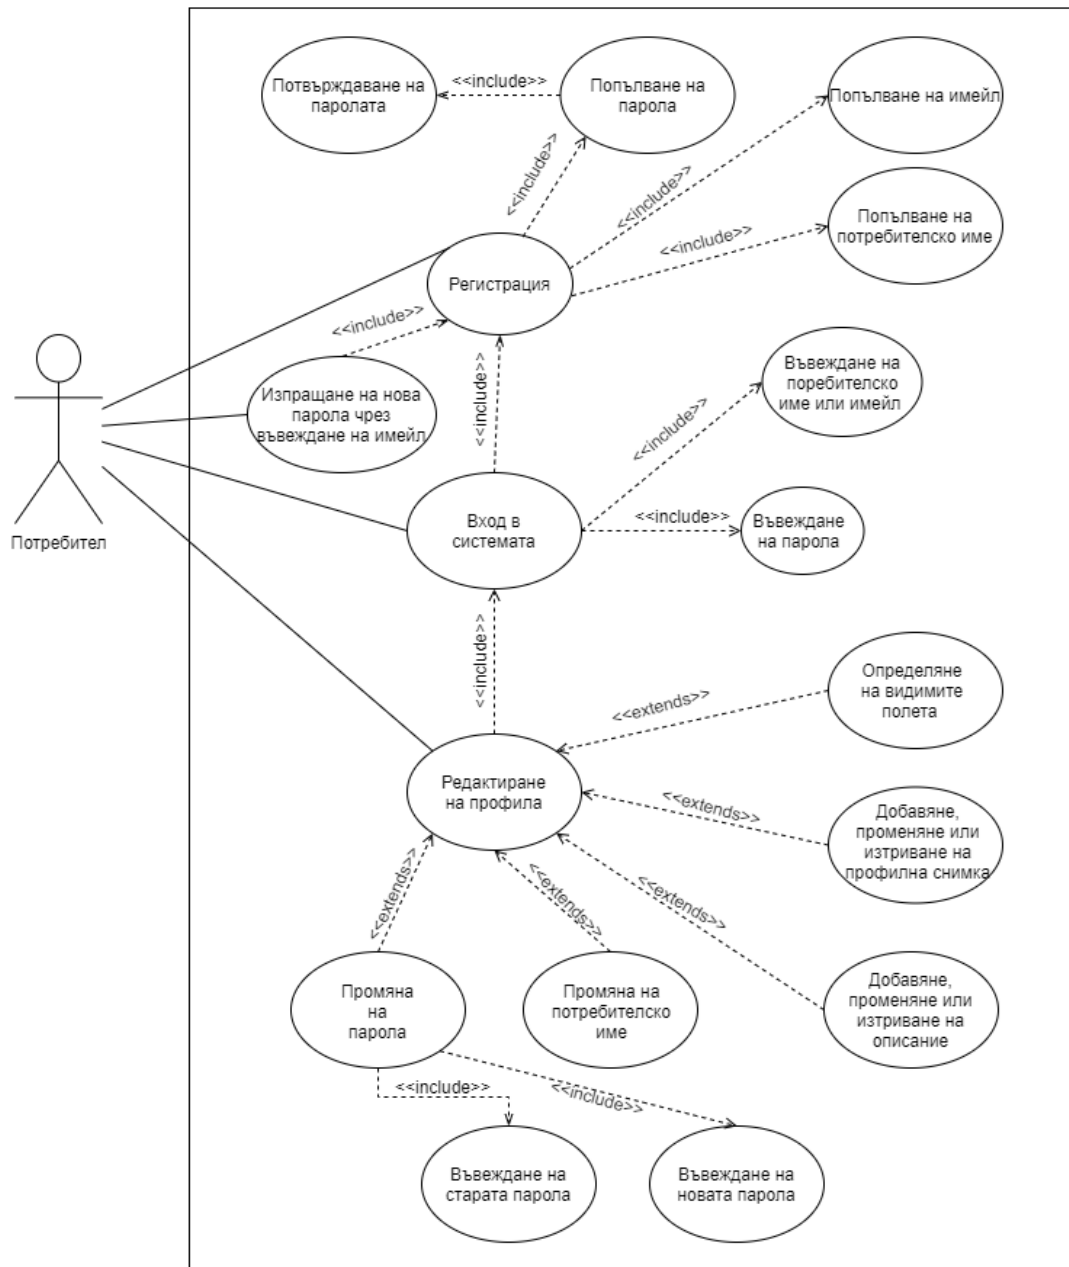 Потвърждаване на
паролата
<<include>>
Попълване на
парола
Попълване на имейл
<<include>>
<<include>>
Попълване на
потребителско име
<<include>>
Регистрация
<<include>>
<<include>>
Изпращане на нова
парола чрез
въвеждане на имейл
Въвеждане на
поребителско
име или имейл
<<include>>
Потребител
Вход в
системата
<<include>>
Въвеждане
на парола
<<include>>
Определяне
на видимите
полета
<<extends>>
Редактиране
на профила
<<extends>>
Добавяне,
променяне или
изтриване на
профилна снимка
<<extends>>
<<extends>>
<<extends>>
Промяна
на
парола
Промяна на
потребителско
име
Добавяне,
променяне или
изтриване на
описание
<<include>>
<<include>>
Въвеждане на
старата парола
Въвеждане на
новата парола